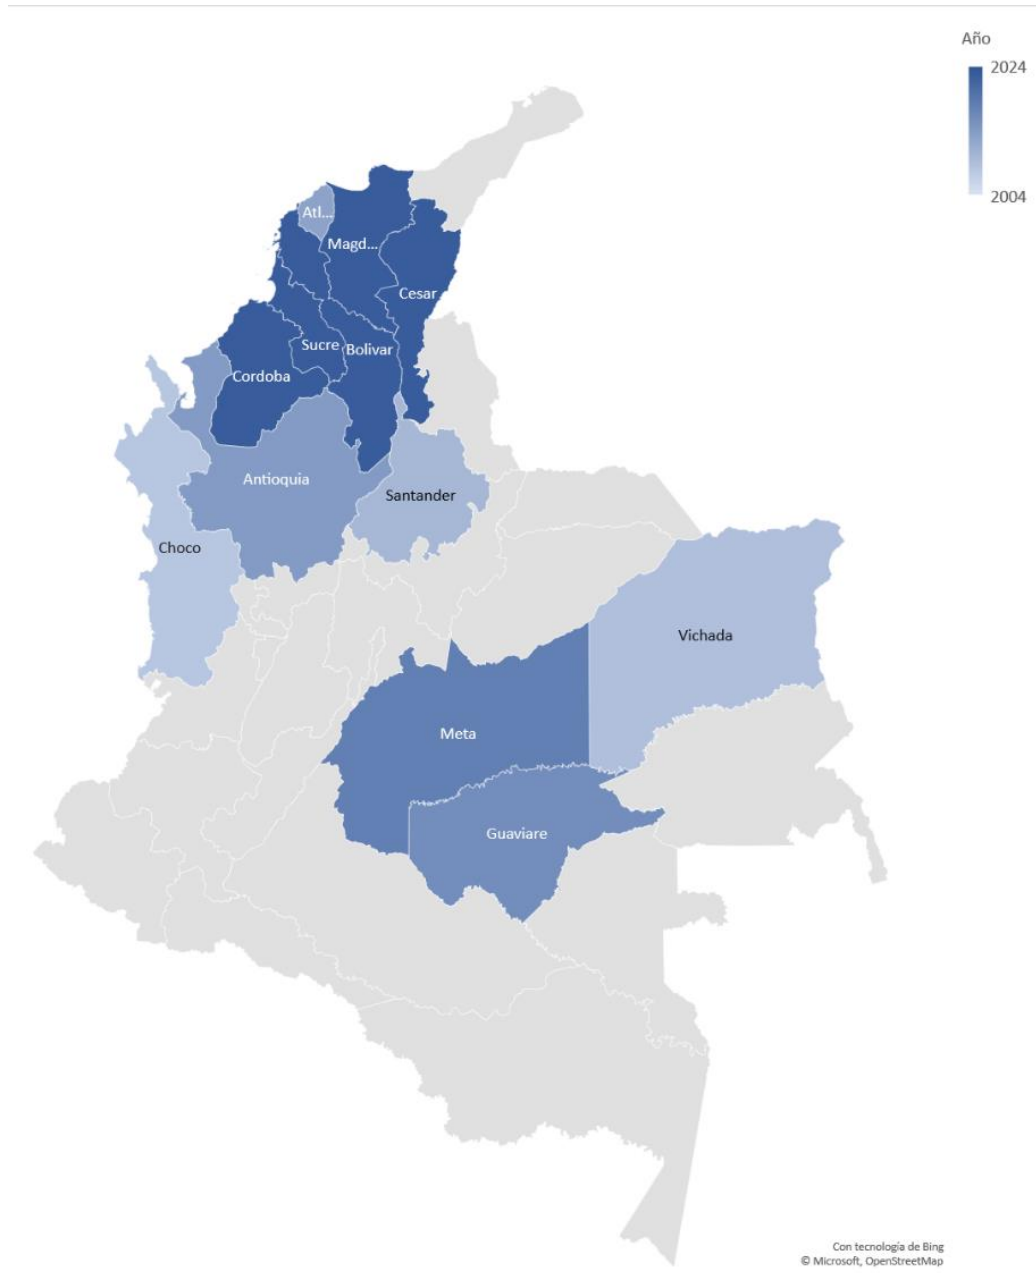 Año
2024
2004
Atl...
Magd...
Cesar
Sucre
Bolivar
Cordoba
Antioquia
Santander
Choco
Vichada
Meta
Guaviare
Con tecnología de Bing
© Microsoft, OpenStreetMap